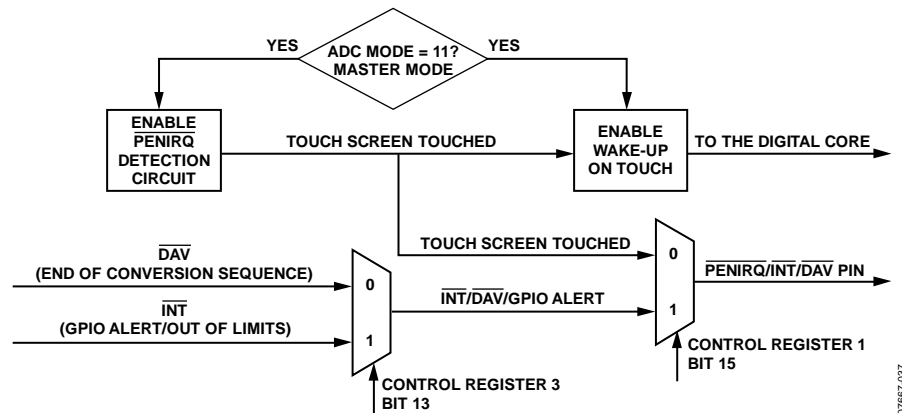 YES
ADC MODE = 11?
MASTER MODE
YES
ENABLE
PENIRQ
DETECTION
CIRCUIT
TOUCH SCREEN TOUCHED
ENABLE
WAKE-UP
ON TOUCH
TO THE DIGITAL CORE
DAV
(END OF CONVERSION SEQUENCE)
INT
(GPIO ALERT/OUT OF LIMITS)
0
1
INT/DAV/GPIO ALERT
CONTROL REGISTER 3
BIT 13
TOUCH SCREEN TOUCHED
0
1
PENIRQ/INT/DAV PIN
CONTROL REGISTER 1
BIT 15
07667-037